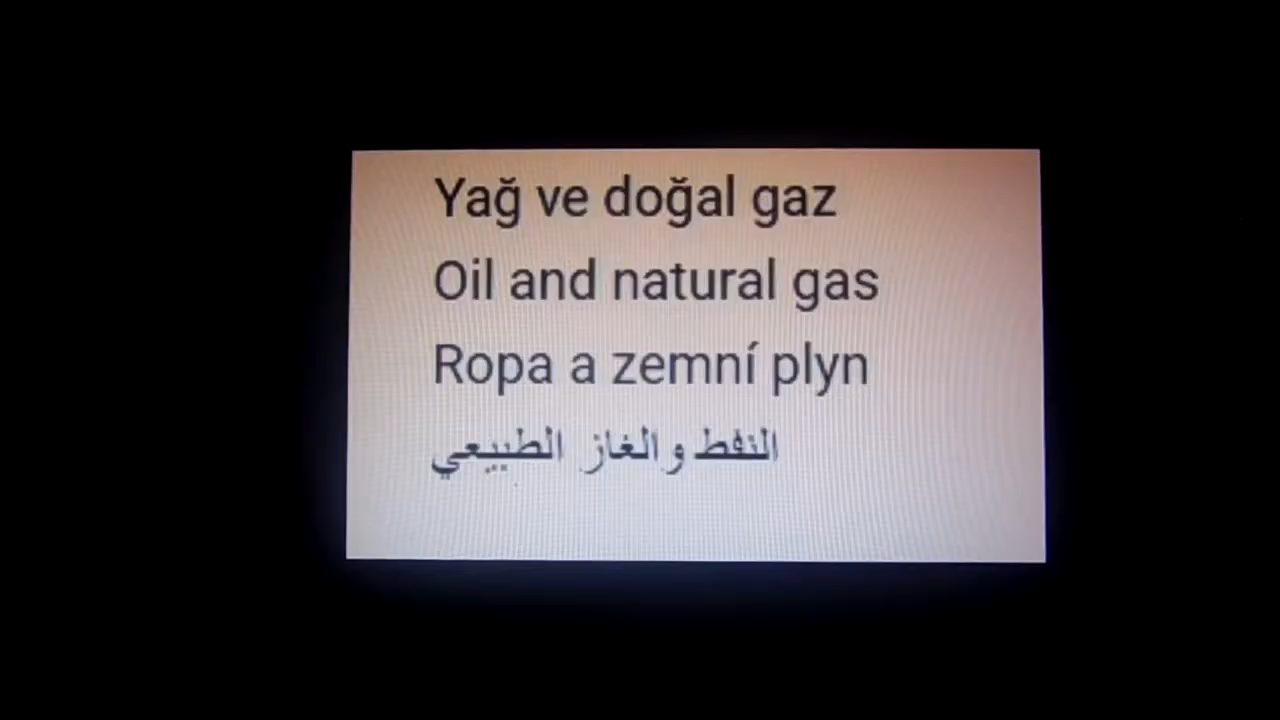 Yağ ve doğal gaz
Oil and natural gas
Ropa a zemní plyn
النفط والغاز الطبيعي